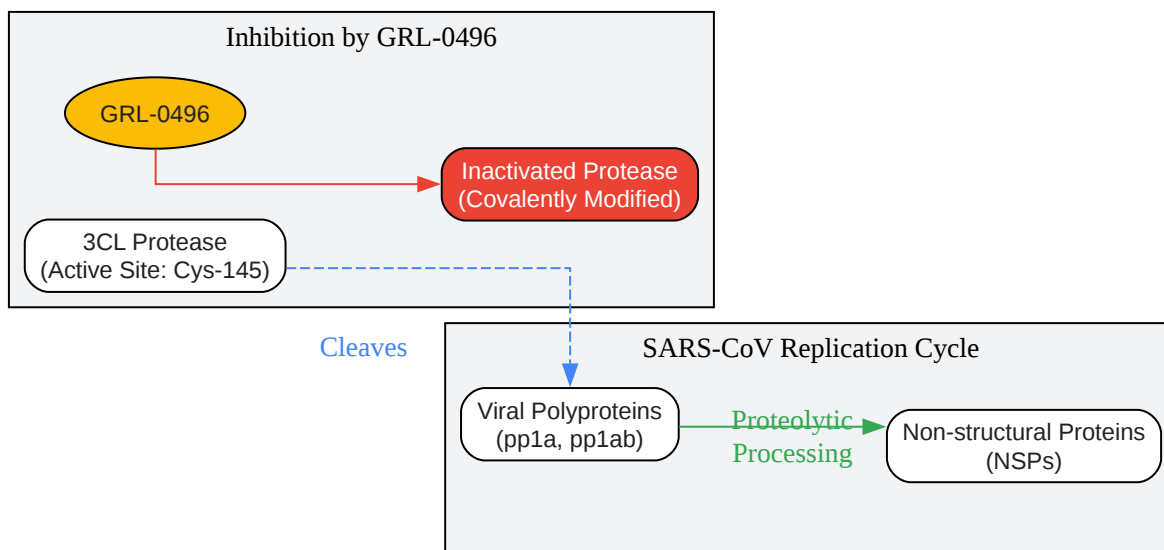 Inhibition by GRL-0496
GRL-0496
Inactivated Protease
(Covalently Modified)
3CL Protease
(Active Site: Cys-145)
Cleaves
SARS-CoV Replication Cycle
Viral Polyproteins
(pp1a, pp1ab)
Proteolytic
Processing
Non-structural Proteins
(NSPs)